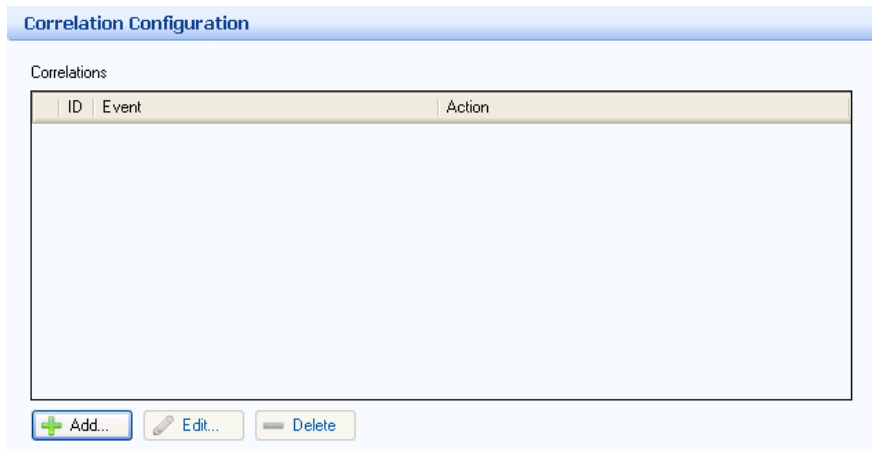 Correlation Configuration
Correlations
ID Event Action
Add... Edit... Delete